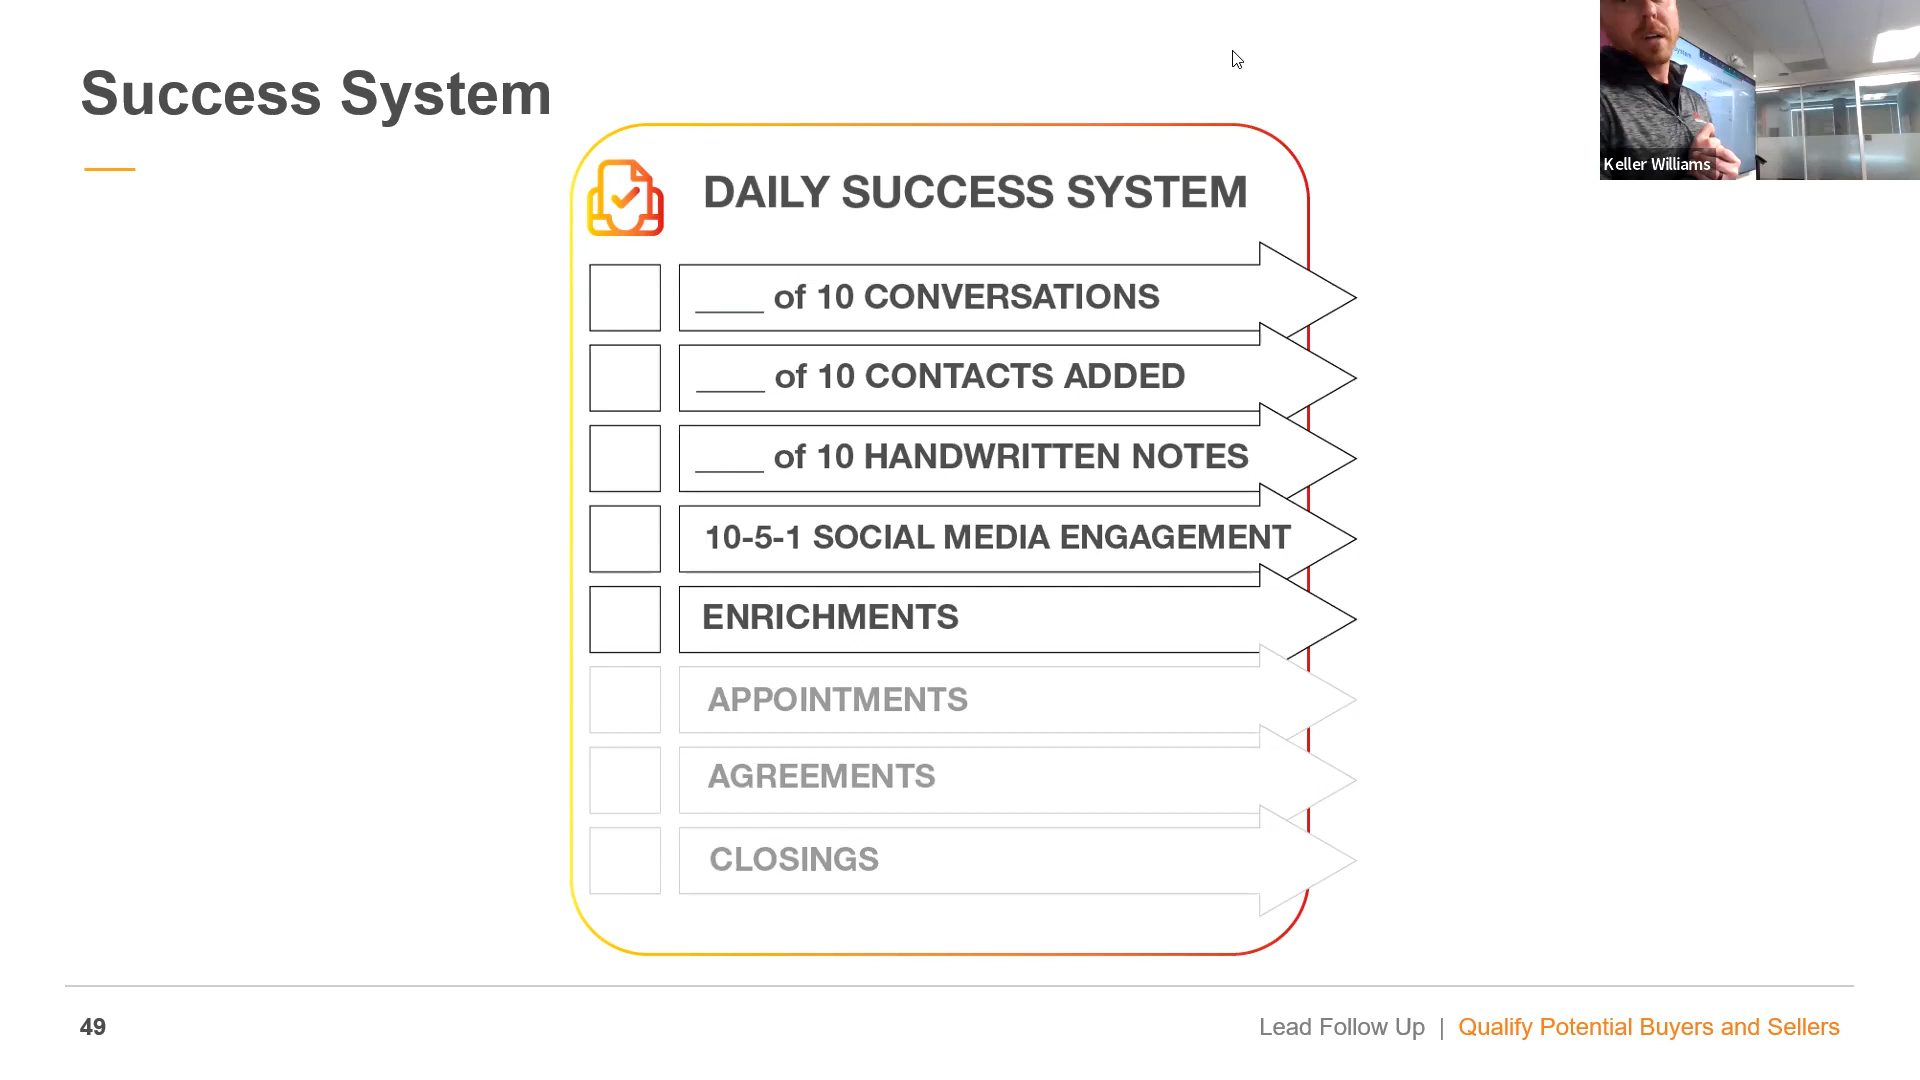 Success System
Keller Williams
DAILY SUCCESS SYSTEM
____ of 10 CONVERSATIONS
____ of 10 CONTACTS ADDED
____ of 10 HANDWRITTEN NOTES
10-5-1 SOCIAL MEDIA ENGAGEMENT
ENRICHMENTS
APPOINTMENTS
AGREEMENTS
CLOSINGS
49
Lead Follow Up | Qualify Potential Buyers and Sellers